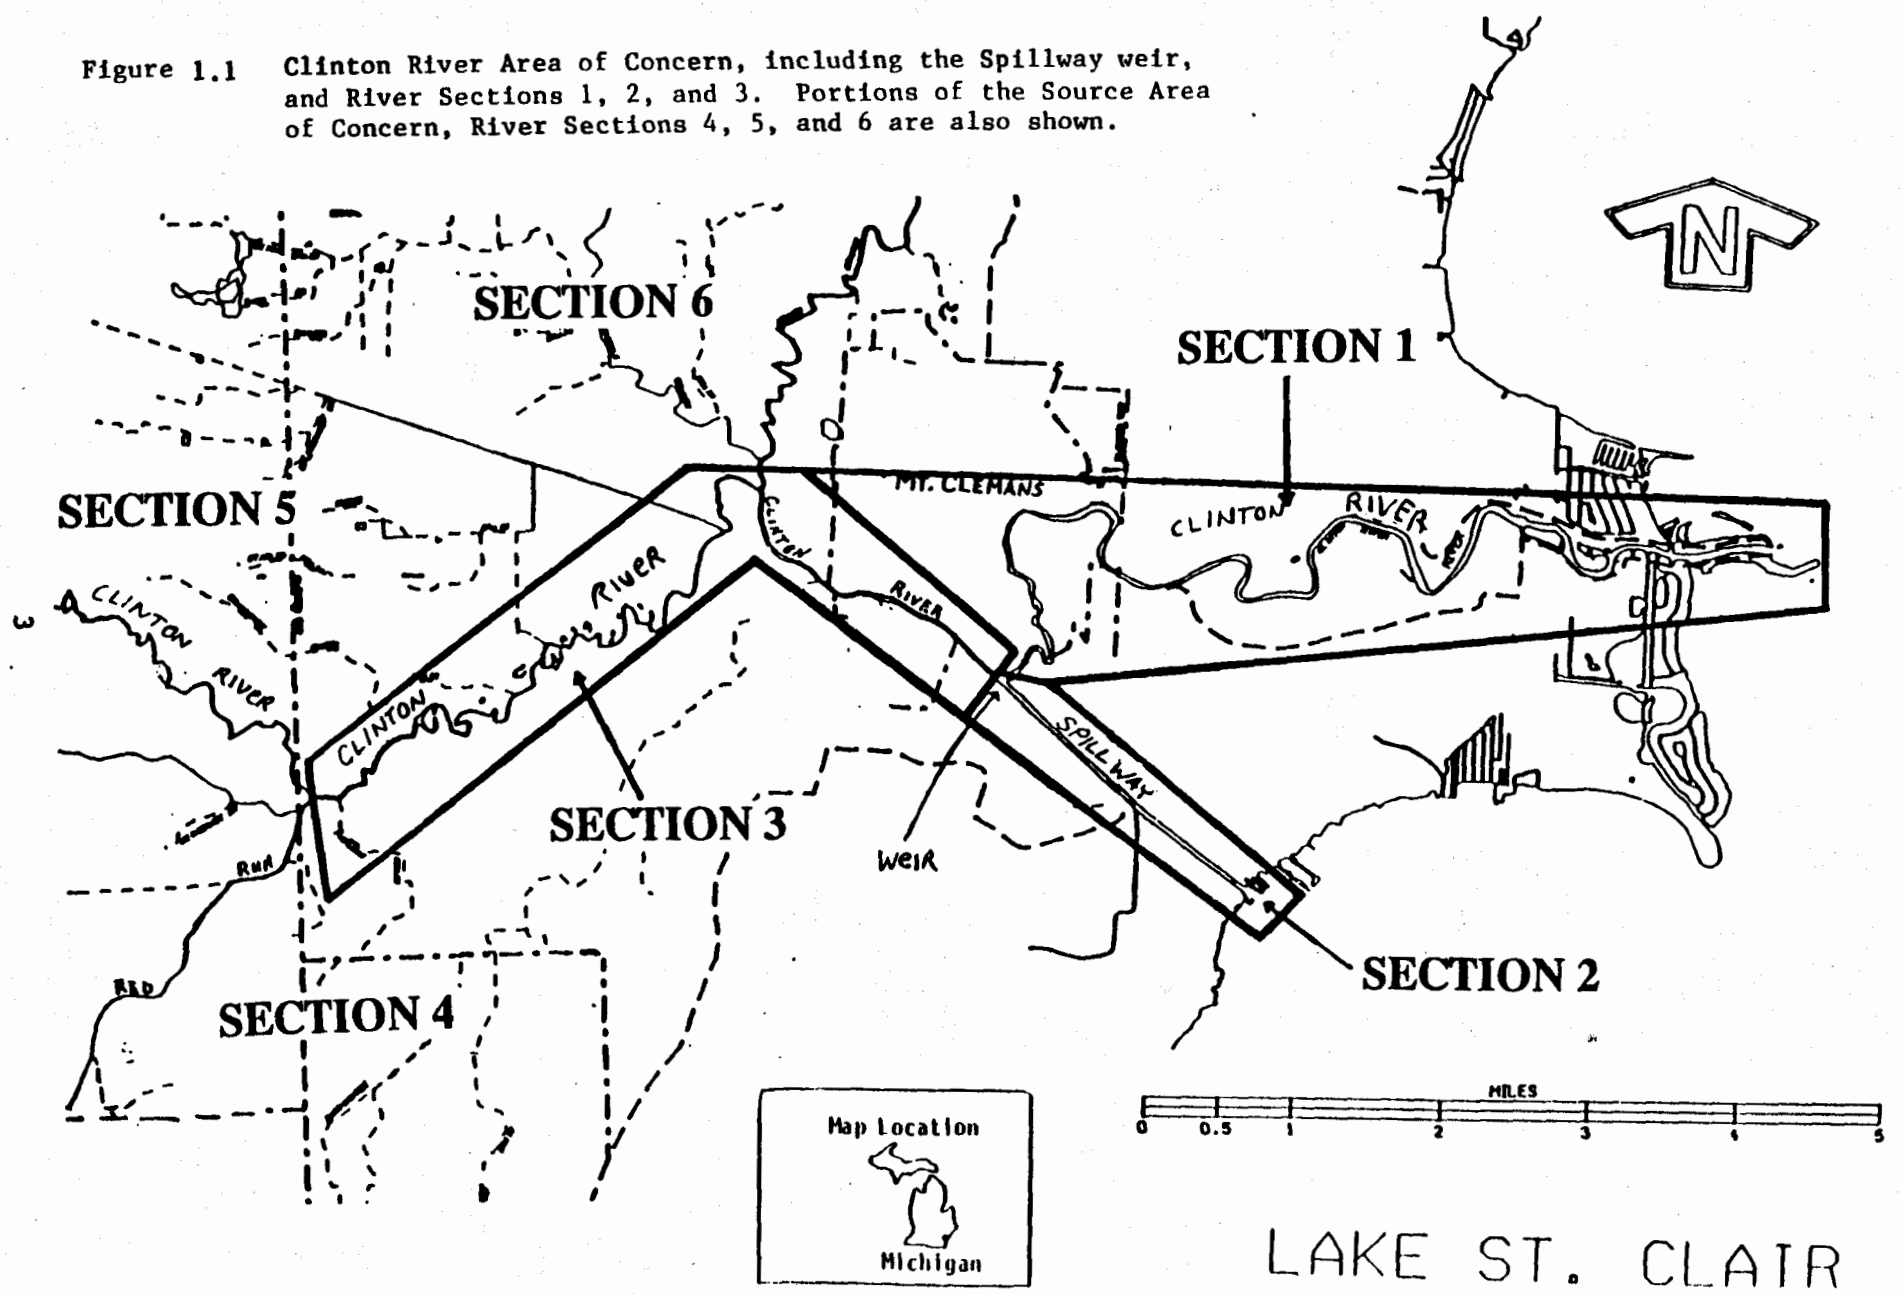 Figure 1.1 Clinton River Area of Concern, including the Spillway weir,
and River Sections 1, 2, and 3. Portions of the Source Area
of Concern, River Sections 4, 5, and 6 are also shown.
N
SECTION 6
SECTION 1
SECTION 5
MT. CLEMANS
CLINTON
RIVER
RIVER
CLINTON
RIVER
CLINTON
RIVER
3
CLINTON
RIVER
CLINTON
SPILLWAY
SECTION 3
WEIR
RUN
RED
SECTION 2
SECTION 4
MILES
0 0.5 1 2 3 4 5
Map Location
Michigan
LAKE ST. CLAIR